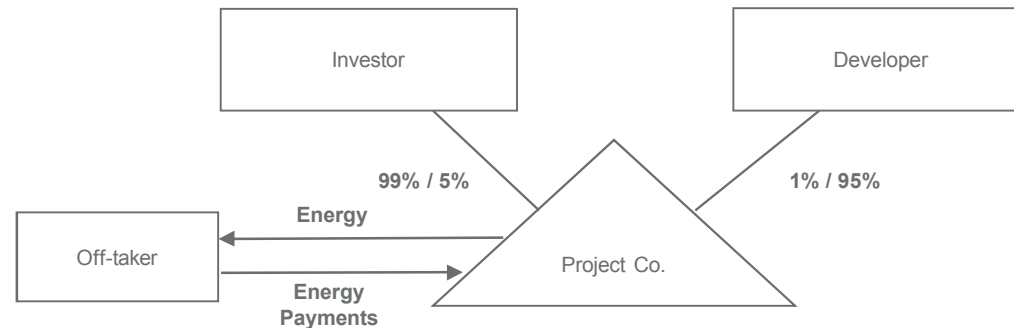 Investor
Developer
99% / 5%
1% / 95%
Energy
Off-taker
Project Co.
Energy
Payments